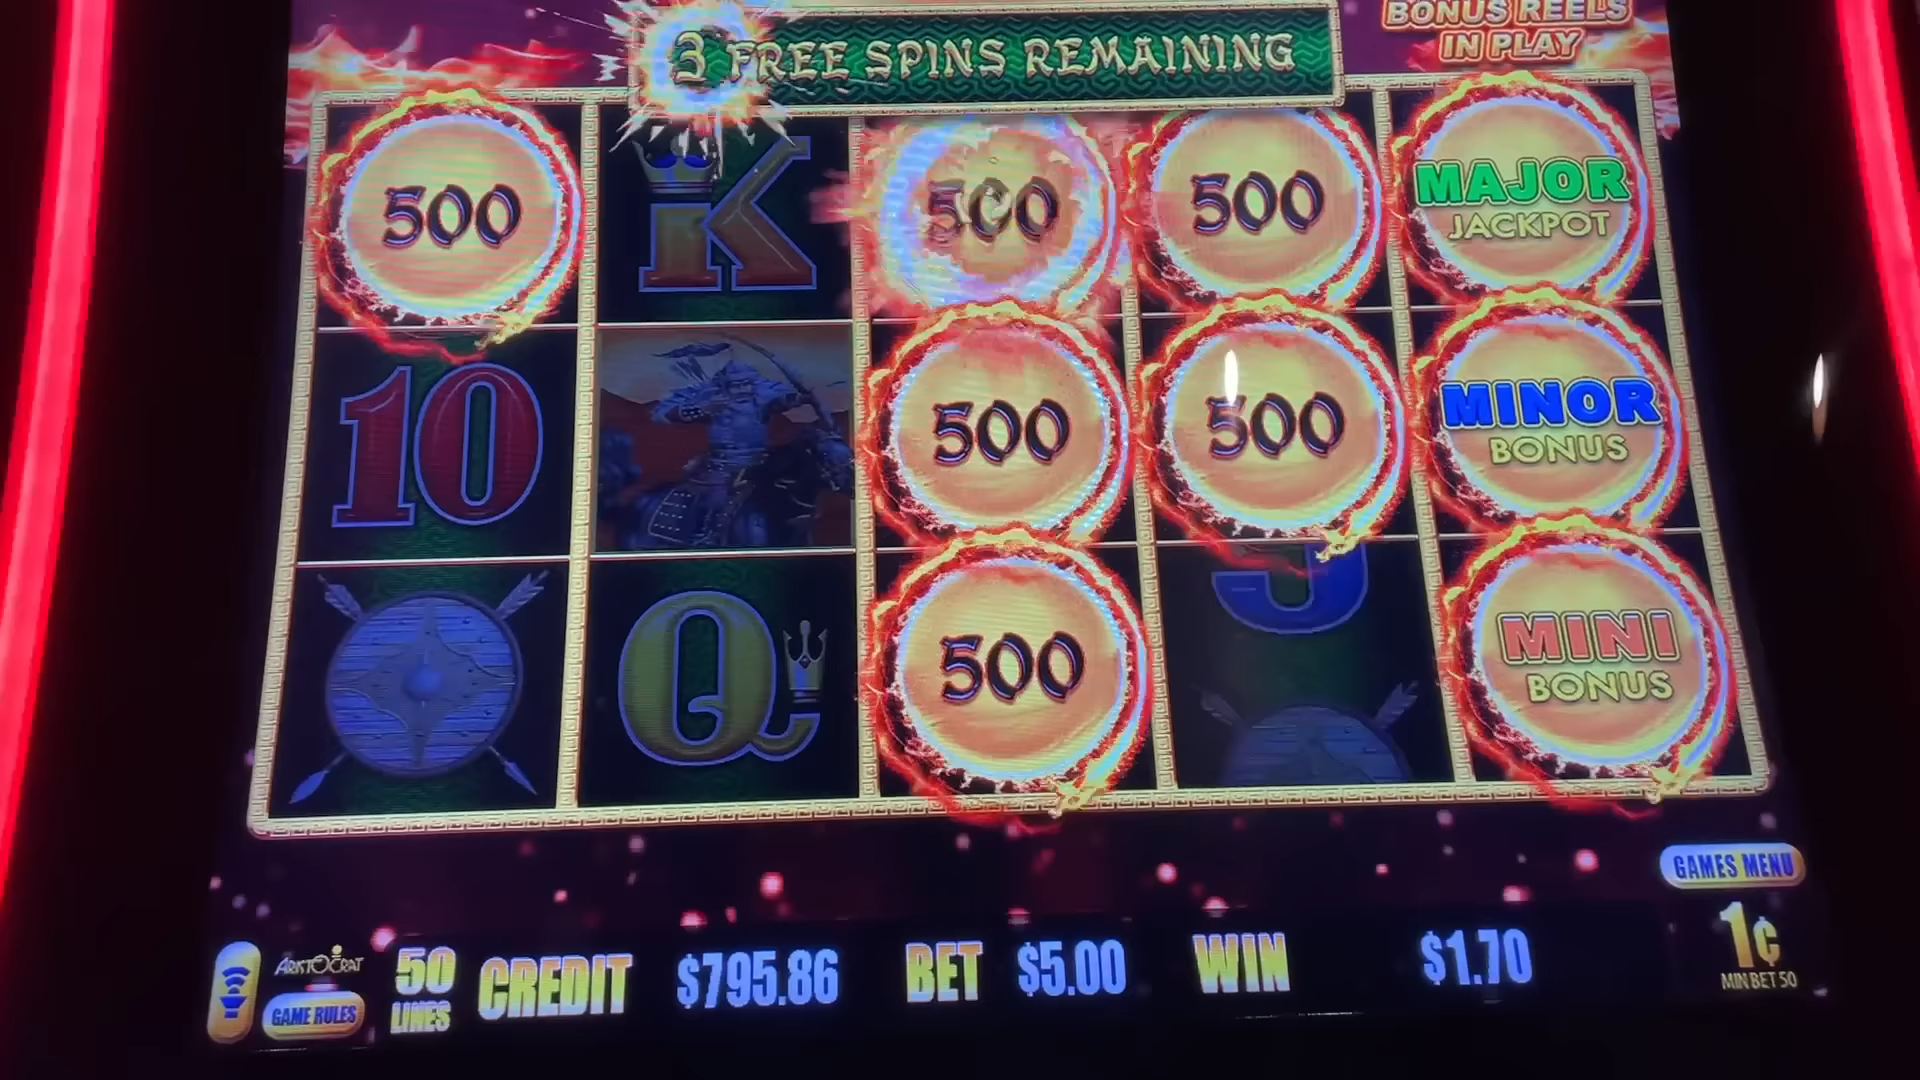 BONUS REELS
IN PLAY
3 FREE SPINS REMAINING
500
K
500
500
MAJOR
JACKPOT
10
500
500
MINOR
BONUS
Q
500
J
MINI
BONUS
GAMES MENU
ARISTOCRAT
GAME RULES
50
LINES
CREDIT $795.86
BET $5.00
WIN $1.70
1¢
MIN BET 50